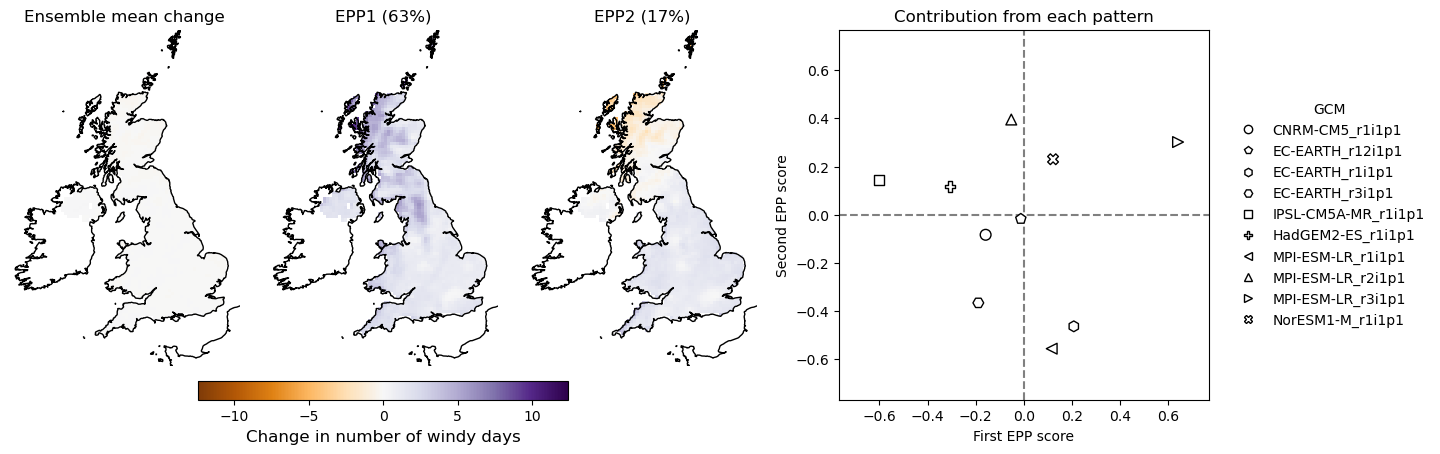 Ensemble mean change
EPP1 (63%)
EPP2 (17%)
Contribution from each pattern
−10
−5
0
5
10
Change in number of windy days
0.6
0.4
0.2
0.0
−0.2
−0.4
−0.6
Second EPP score
−0.6
−0.4
−0.2
0.0
0.2
0.4
0.6
First EPP score
GCM
CNRM-CM5_r1i1p1
EC-EARTH_r12i1p1
EC-EARTH_r1i1p1
EC-EARTH_r3i1p1
IPSL-CM5A-MR_r1i1p1
HadGEM2-ES_r1i1p1
MPI-ESM-LR_r1i1p1
MPI-ESM-LR_r2i1p1
MPI-ESM-LR_r3i1p1
NorESM1-M_r1i1p1